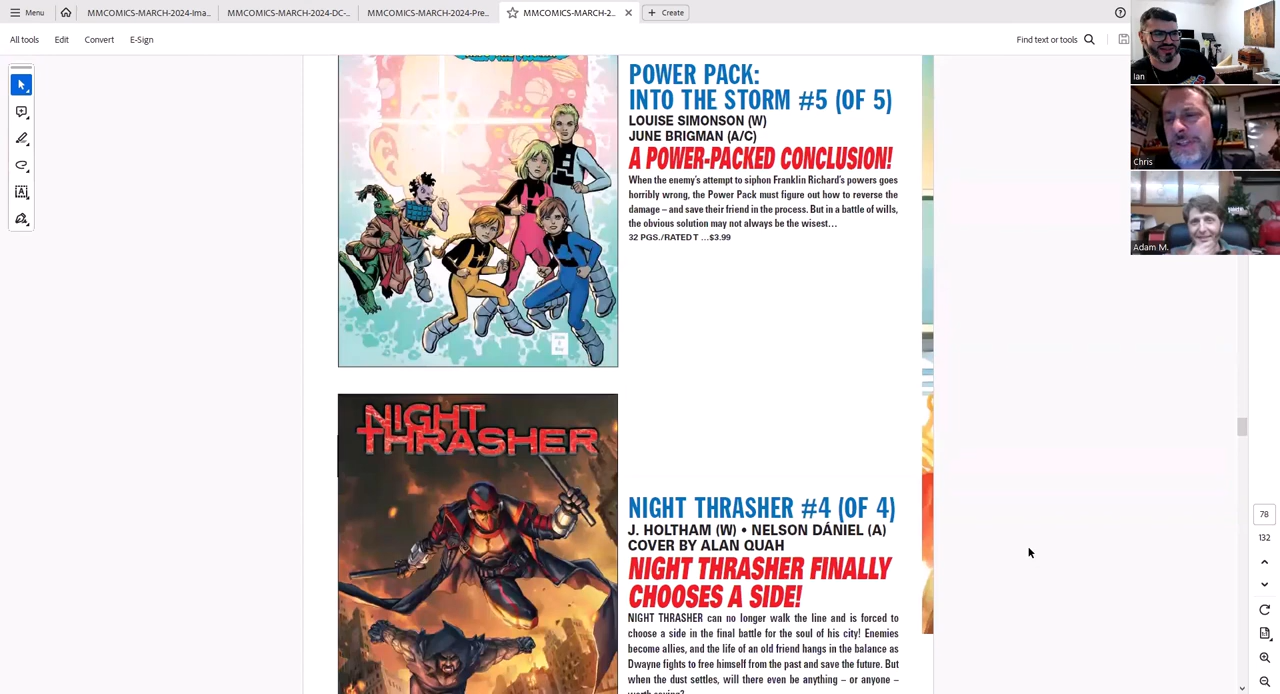 Menu
MMCOMICS-MARCH-2024-Ima...
MMCOMICS-MARCH-2024-DC-...
MMCOMICS-MARCH-2024-Pre...
MMCOMICS-MARCH-2...
Create
All tools
Edit
Convert
E-Sign
Find text or tools
Ian
Chris
Adam M.
POWER PACK:
INTO THE STORM #5 (OF 5)
LOUISE SIMONSON (W)
JUNE BRIGMAN (A/C)
A POWER-PACKED CONCLUSION!
When the enemy's attempt to siphon Franklin Richard's powers goes
horribly wrong, the Power Pack must figure out how to reverse the
damage – and save their friend in the process. But in a battle of wills,
the obvious solution may not always be the wisest…
32 PGS./RATED T …$3.99
NIGHT
THRASHER
NIGHT THRASHER #4 (OF 4)
J. HOLTHAM (W) • NELSON DÁNIEL (A)
COVER BY ALAN QUAH
NIGHT THRASHER FINALLY
CHOOSES A SIDE!
NIGHT THRASHER can no longer walk the line and is forced to
choose a side in the final battle for the soul of his city! Enemies
become allies, and the life of an old friend hangs in the balance as
Dwayne fights to free himself from the past and save the future. But
when the dust settles, will there even be anything – or anyone –
worth saving?
78
132